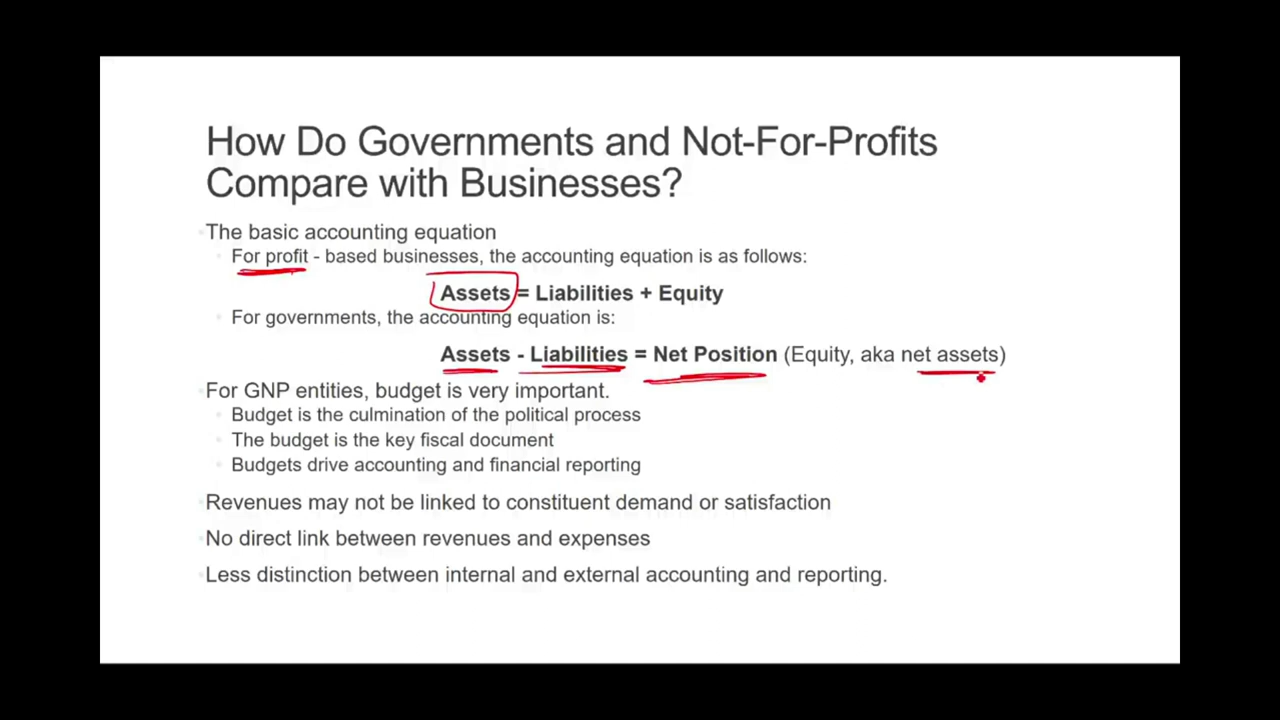 How Do Governments and Not-For-Profits
Compare with Businesses?
The basic accounting equation
For profit - based businesses, the accounting equation is as follows:
Assets = Liabilities + Equity
For governments, the accounting equation is:
Assets - Liabilities = Net Position (Equity, aka net assets)
For GNP entities, budget is very important.
Budget is the culmination of the political process
The budget is the key fiscal document
Budgets drive accounting and financial reporting
Revenues may not be linked to constituent demand or satisfaction
No direct link between revenues and expenses
Less distinction between internal and external accounting and reporting.